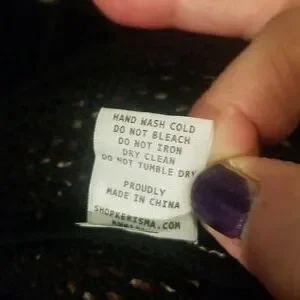 HAND WASH COLD
DO NOT BLEACH
DO NOT IRON
DRY CLEAN
DO NOT TUMBLE DRY
PROUDLY
MADE IN CHINA
SHOPKERISMA.COM